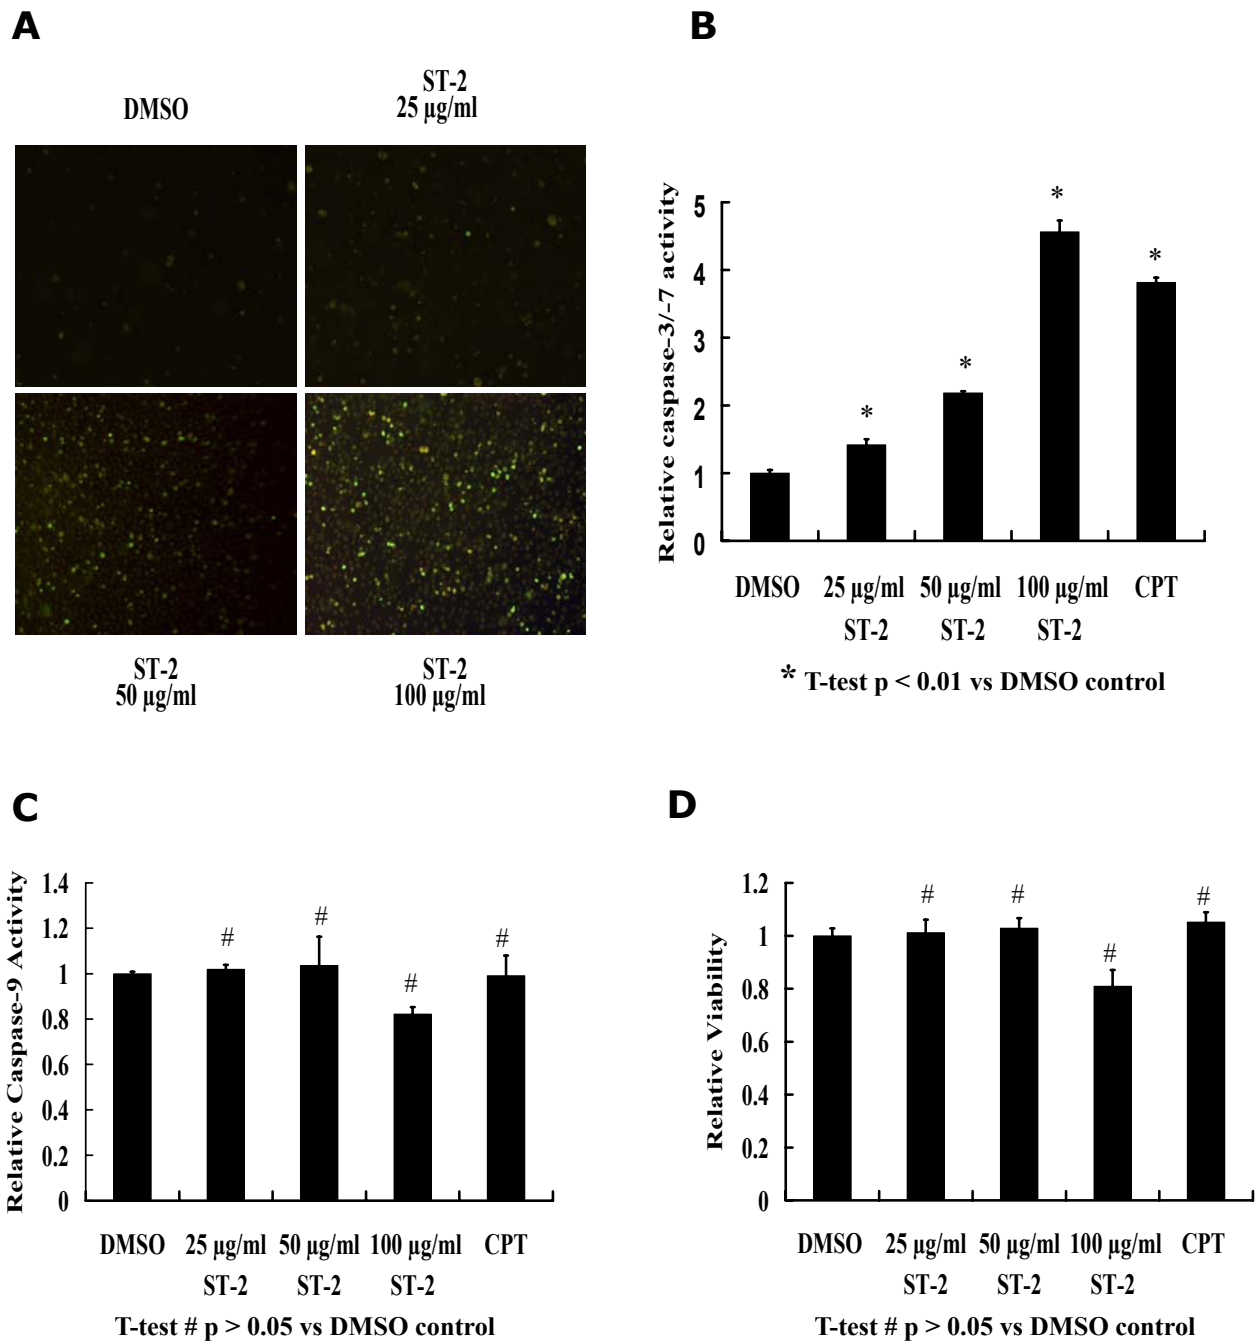 A
B
DMSO
ST-2
25 µg/ml
ST-2
50 µg/ml
ST-2
100 µg/ml
Relative caspase-3/-7 activity
5
4
3
2
1
0
*
*
*
*
DMSO 25 µg/ml 50 µg/ml 100 µg/ml CPT
ST-2 ST-2 ST-2
* T-test p < 0.01 vs DMSO control
C
D
Relative Caspase-9 Activity
1.4
1.2
1
0.8
0.6
0.4
0.2
0
#
#
#
#
DMSO 25 µg/ml 50 µg/ml 100 µg/ml CPT
ST-2 ST-2 ST-2
T-test # p > 0.05 vs DMSO control
Relative Viability
1.2
1
0.8
0.6
0.4
0.2
0
#
#
#
#
DMSO 25 µg/ml 50 µg/ml 100 µg/ml CPT
ST-2 ST-2 ST-2
T-test # p > 0.05 vs DMSO control